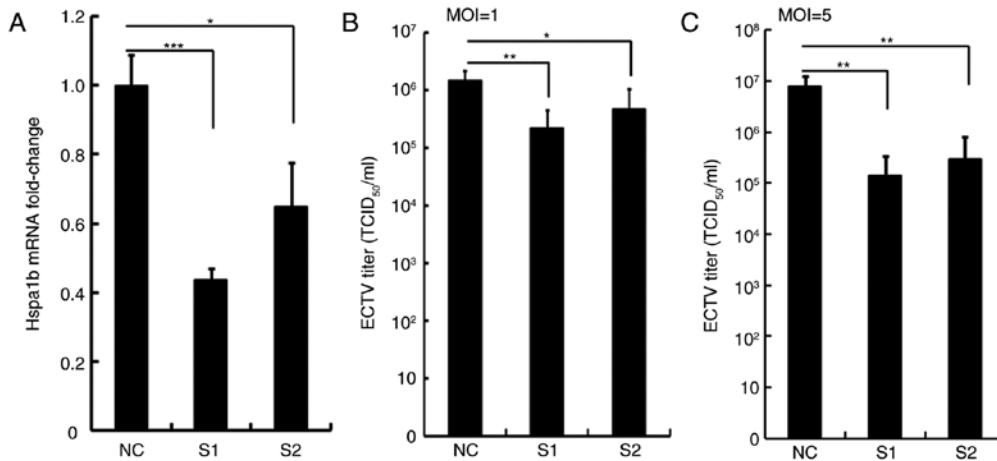 A
Hspa1b mRNA fold-change
1.2
1.0
0.8
0.6
0.4
0.2
0
*
***
NC S1 S2
B
MOI=1
ECTV titer (TCID₅₀/ml)
10⁷
10⁶
10⁵
10⁴
10³
10²
10
0
*
**
NC S1 S2
C
MOI=5
ECTV titer (TCID₅₀/ml)
10⁸
10⁷
10⁶
10⁵
10⁴
10³
10²
10
0
**
**
NC S1 S2